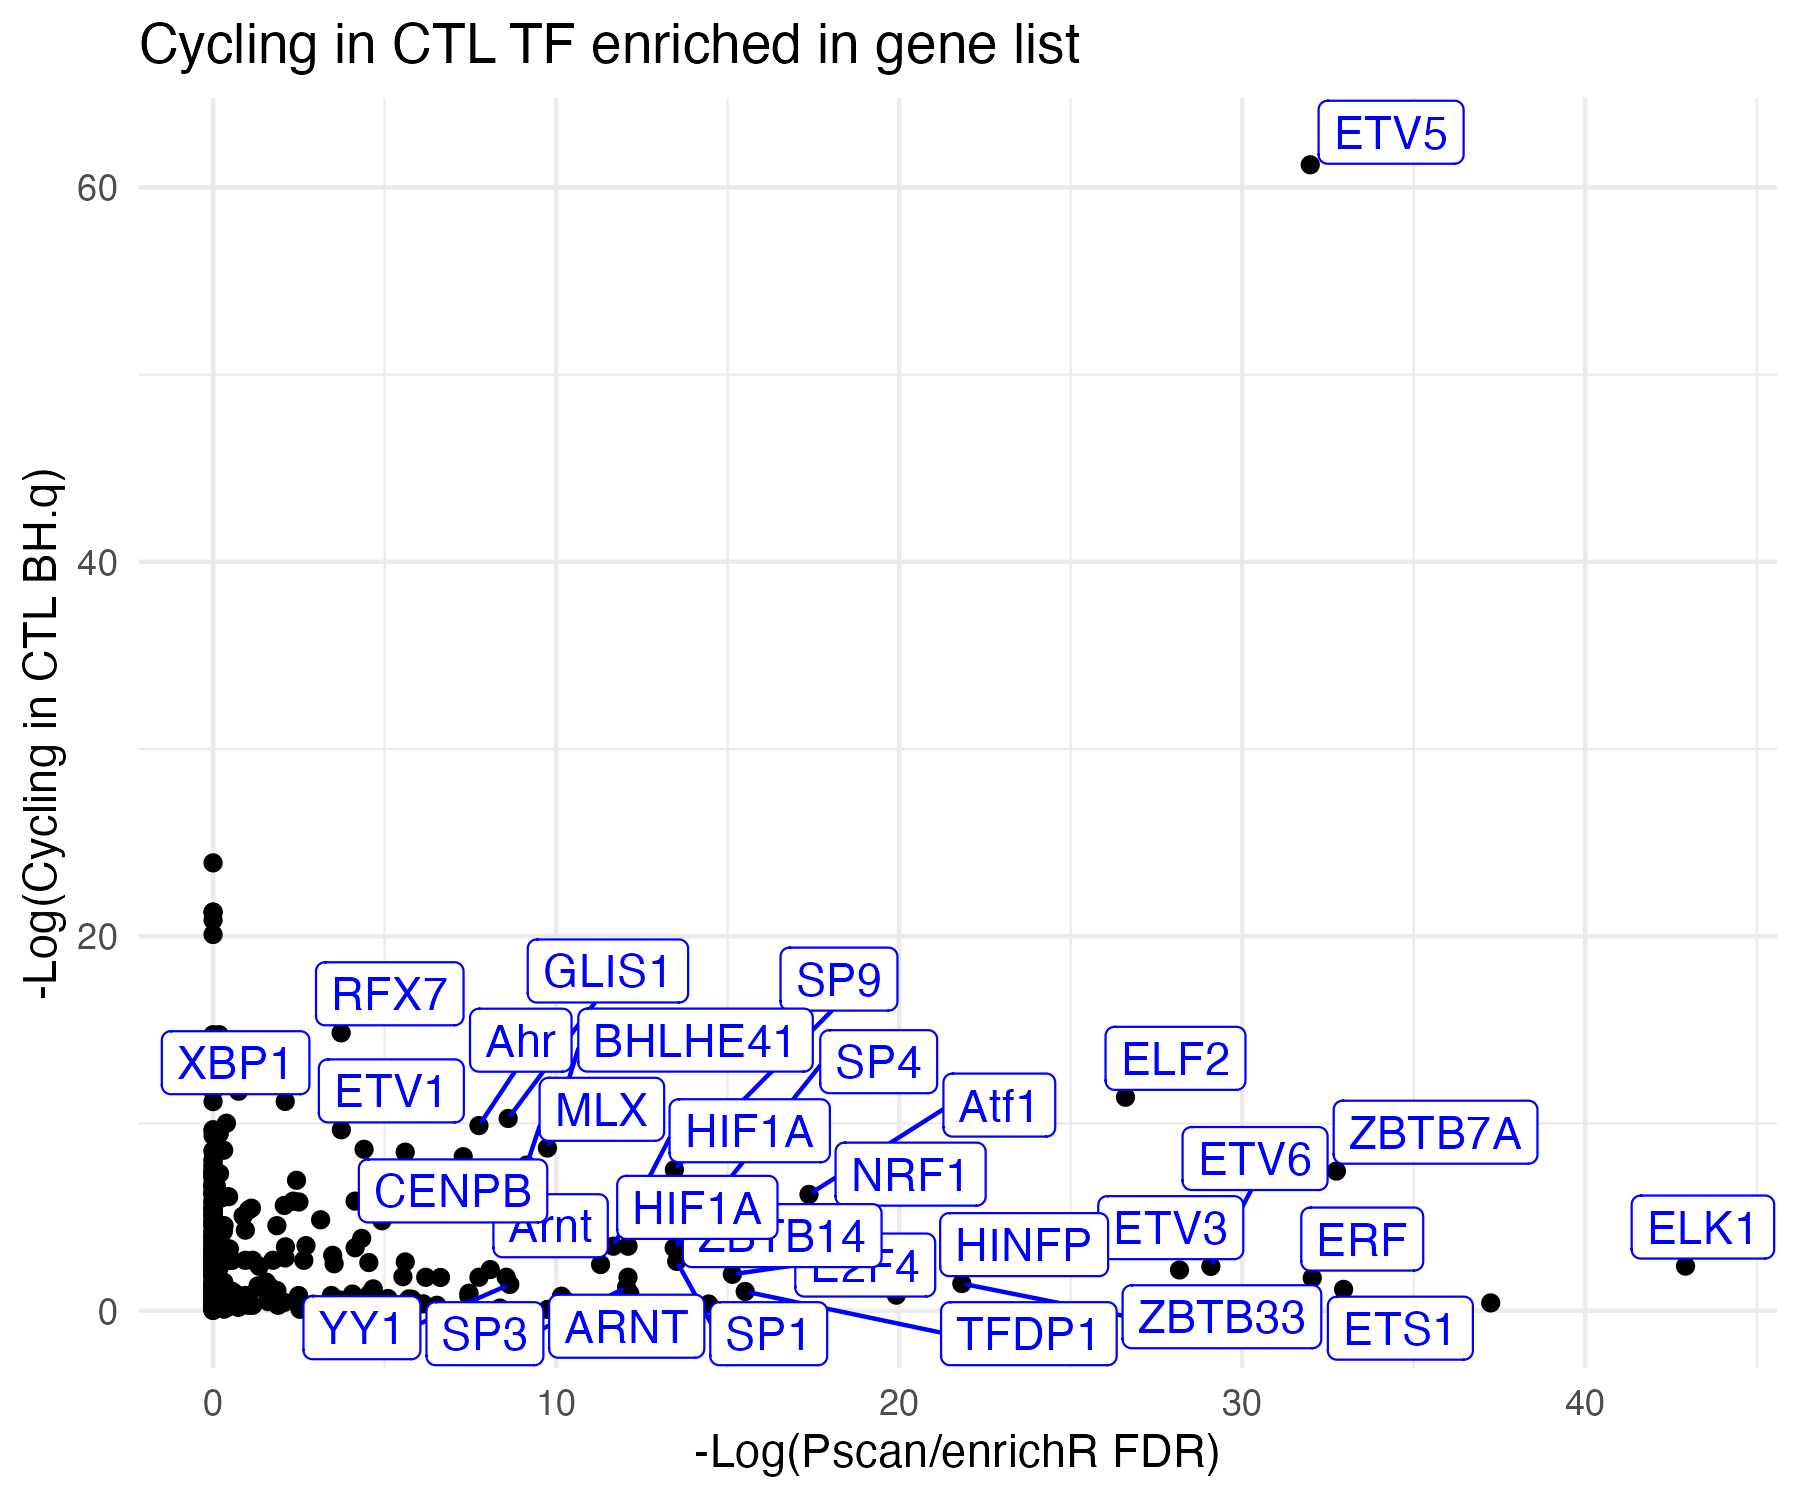 Cycling in CTL TF enriched in gene list
-Log(Cycling in CTL BH.q)
60
40
20
0
ETV5
GLIS1
SP9
RFX7
Ahr
BHLHE41
XBP1
SP4
ELF2
ETV1
MLX
Atf1
HIF1A
ZBTB7A
ETV6
NRF1
CENPB
HIF1A
Arnt
ETV3
ELK1
ZBTB14
HINFP
ERF
E2F4
ZBTB33
YY1
SP3
ARNT
SP1
TFDP1
ETS1
0
10
20
30
40
-Log(Pscan/enrichR FDR)